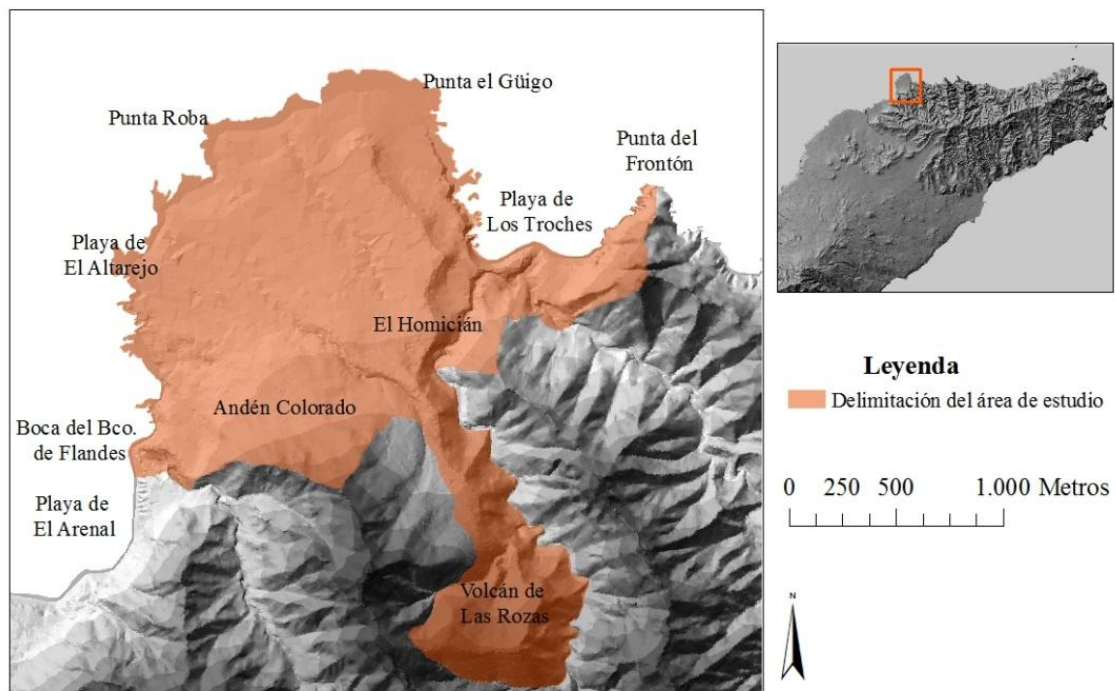 Punta el Güigo
Punta Roba
Punta del
Frontón
Playa de
Los Troches
Playa de
El Altarejo
El Homicián
Andén Colorado
Boca del Bco.
de Flandes
Playa de
El Arenal
Volcán de
Las Rozas
Leyenda
Delimitación del área de estudio
0 250 500 1.000 Metros
N